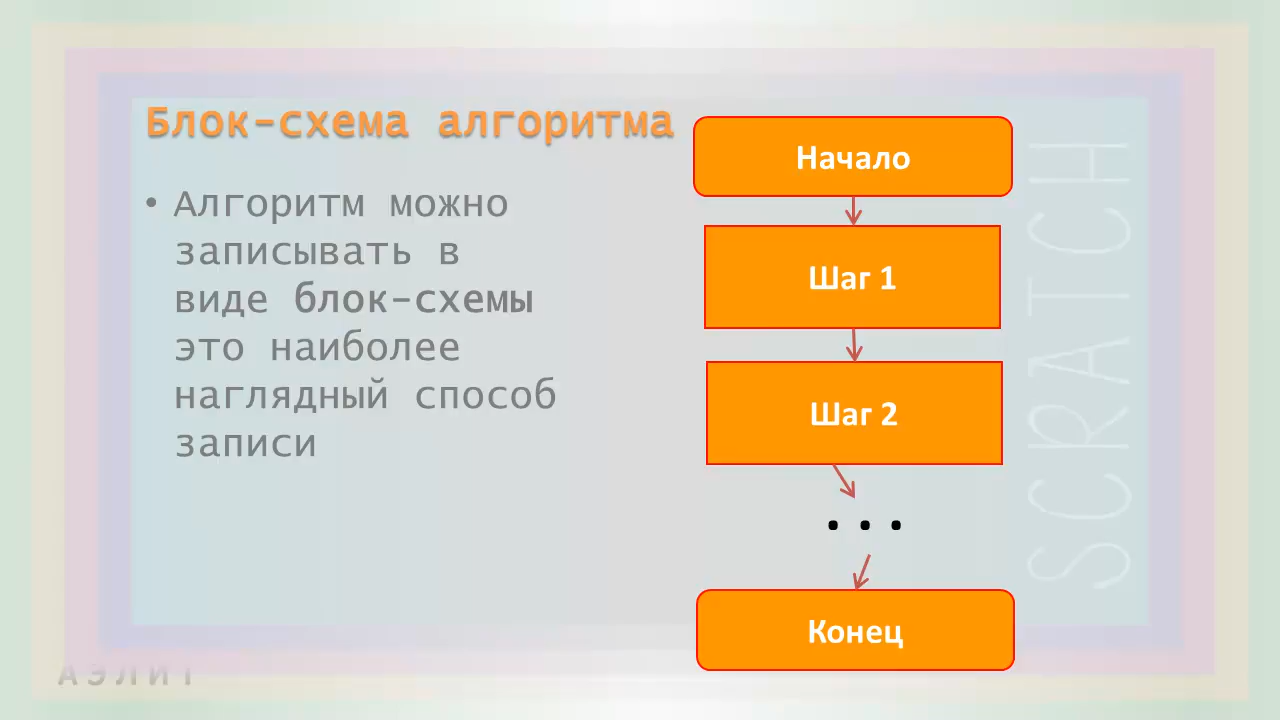 Блок-схема алгоритма
• Алгоритм можно
записывать в
виде блок-схемы
это наиболее
наглядный способ
записи
Начало
Шаг 1
Шаг 2
...
Конец
SCRATCH